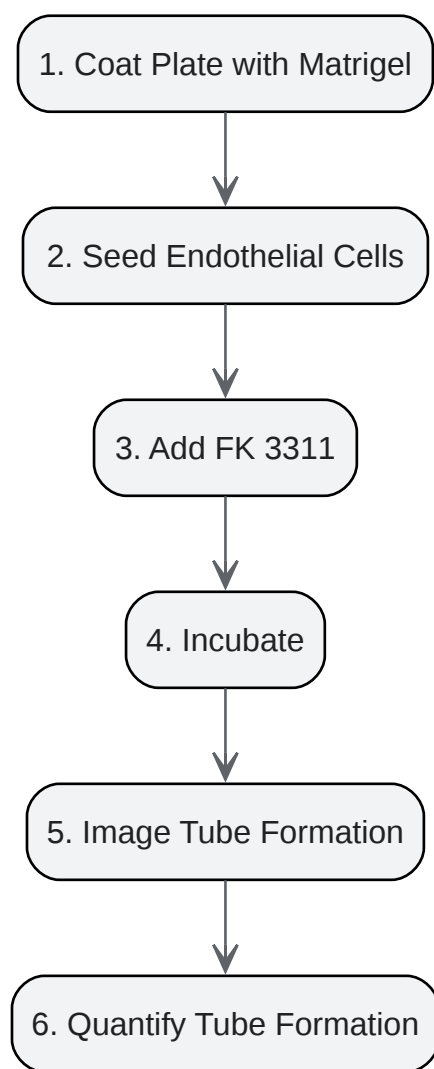 1. Coat Plate with Matrigel
2. Seed Endothelial Cells
3. Add FK 3311
4. Incubate
5. Image Tube Formation
6. Quantify Tube Formation